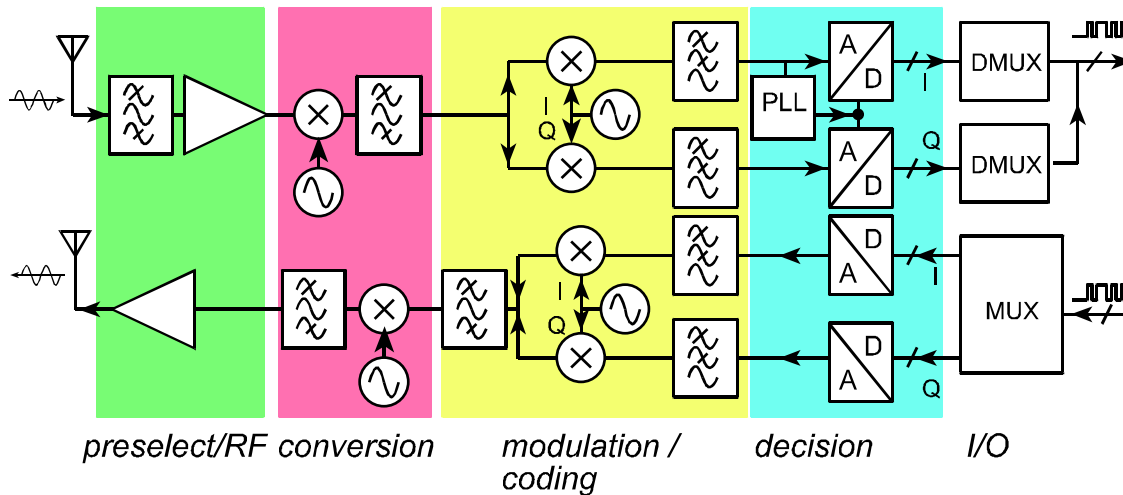 A
D
I
DMUX
PLL
I
Q
A
D
Q
DMUX
D
A
I
MUX
I
Q
D
A
Q
preselect/RF
conversion
modulation /
coding
decision
I/O